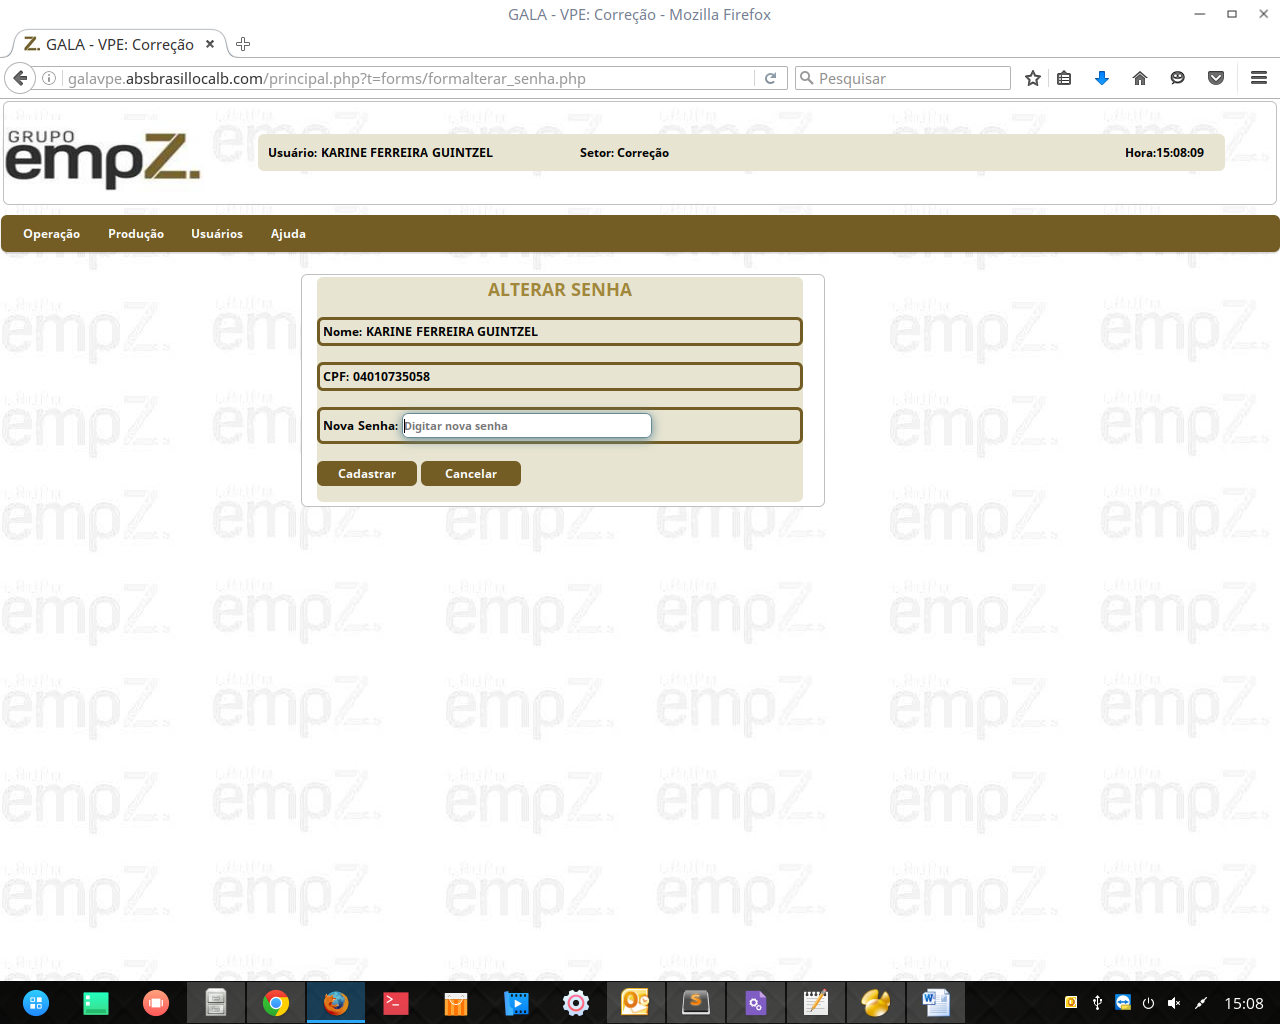 GALA - VPE: Correção - Mozilla Firefox
GALA - VPE: Correção
galavpe.absbrasillocalb.com/principal.php?t=forms/formalterar_senha.php
Pesquisar
GRUPO
empZ.
Usuário: KARINE FERREIRA GUINTZEL
Setor: Correção
Hora:15:08:09
Operação
Produção
Usuários
Ajuda
ALTERAR SENHA
Nome: KARINE FERREIRA GUINTZEL
CPF: 04010735058
Nova Senha: Digitar nova senha
Cadastrar
Cancelar
15:08